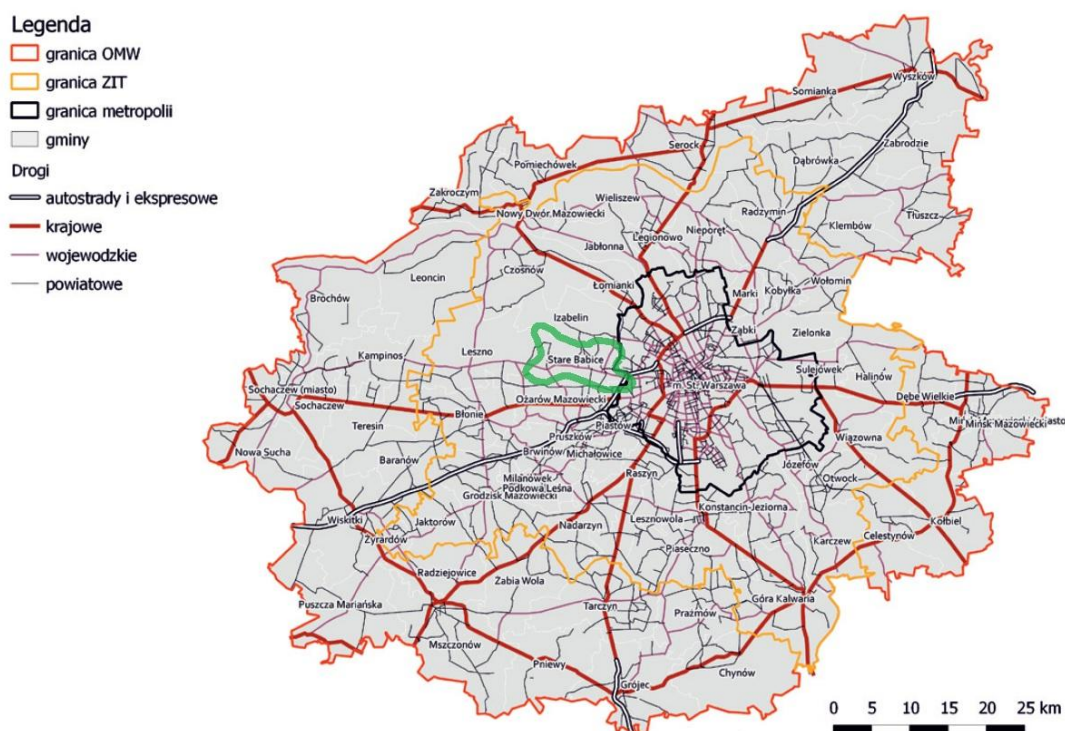 Legenda
granica OMW
granica ZIT
granica metropolii
gminy
Drogi
autostrady i ekspresowe
krajowe
wojewodzkie
powiatowe
Wyszków
Somianka
Zabrodzie
Serock
Dąbrówka
Pomiechówek
Zakroczym
Wieliszew
Radzymin
Tłuszcz
Nowy Dwór Mazowiecki
Klembów
Nieporęt
Legionowo
Jabłonna
Czosnów
Leoncin
Wołomin
Łomianki
Kobyłka
Marki
Brochów
Izabelin
Ząbki
Zielonka
Kampinos
Leszno
Stare Babice
Sulejówek
Halinów
Sochaczew (miasto)
m. St. Warszawa
Dębe Wielkie
Ożarów Mazowiecki
Sochaczew
Błonie
Teresin
Piastów
Mińsk Mazowiecki
Pruszków
Wiązowna
Nowa Sucha
Brwinów
Michałowice
Baranów
Józefów
Raszyn
Milanówek
Otwock
Podkowa Leśna
Grodzisk Mazowiecki
Konstancin-Jeziorna
Wiskitki
Jaktorów
Nadarzyn
Lesznowola
Kołbiel
Celestynów
Żyrardów
Karczew
Piaseczno
Radziejowice
Żabia Wola
Góra Kalwaria
Puszcza Mariańska
Tarczyn
Prażmów
Mszczonów
Pniewy
Chynów
Grójec
0 5 10 15 20 25 km